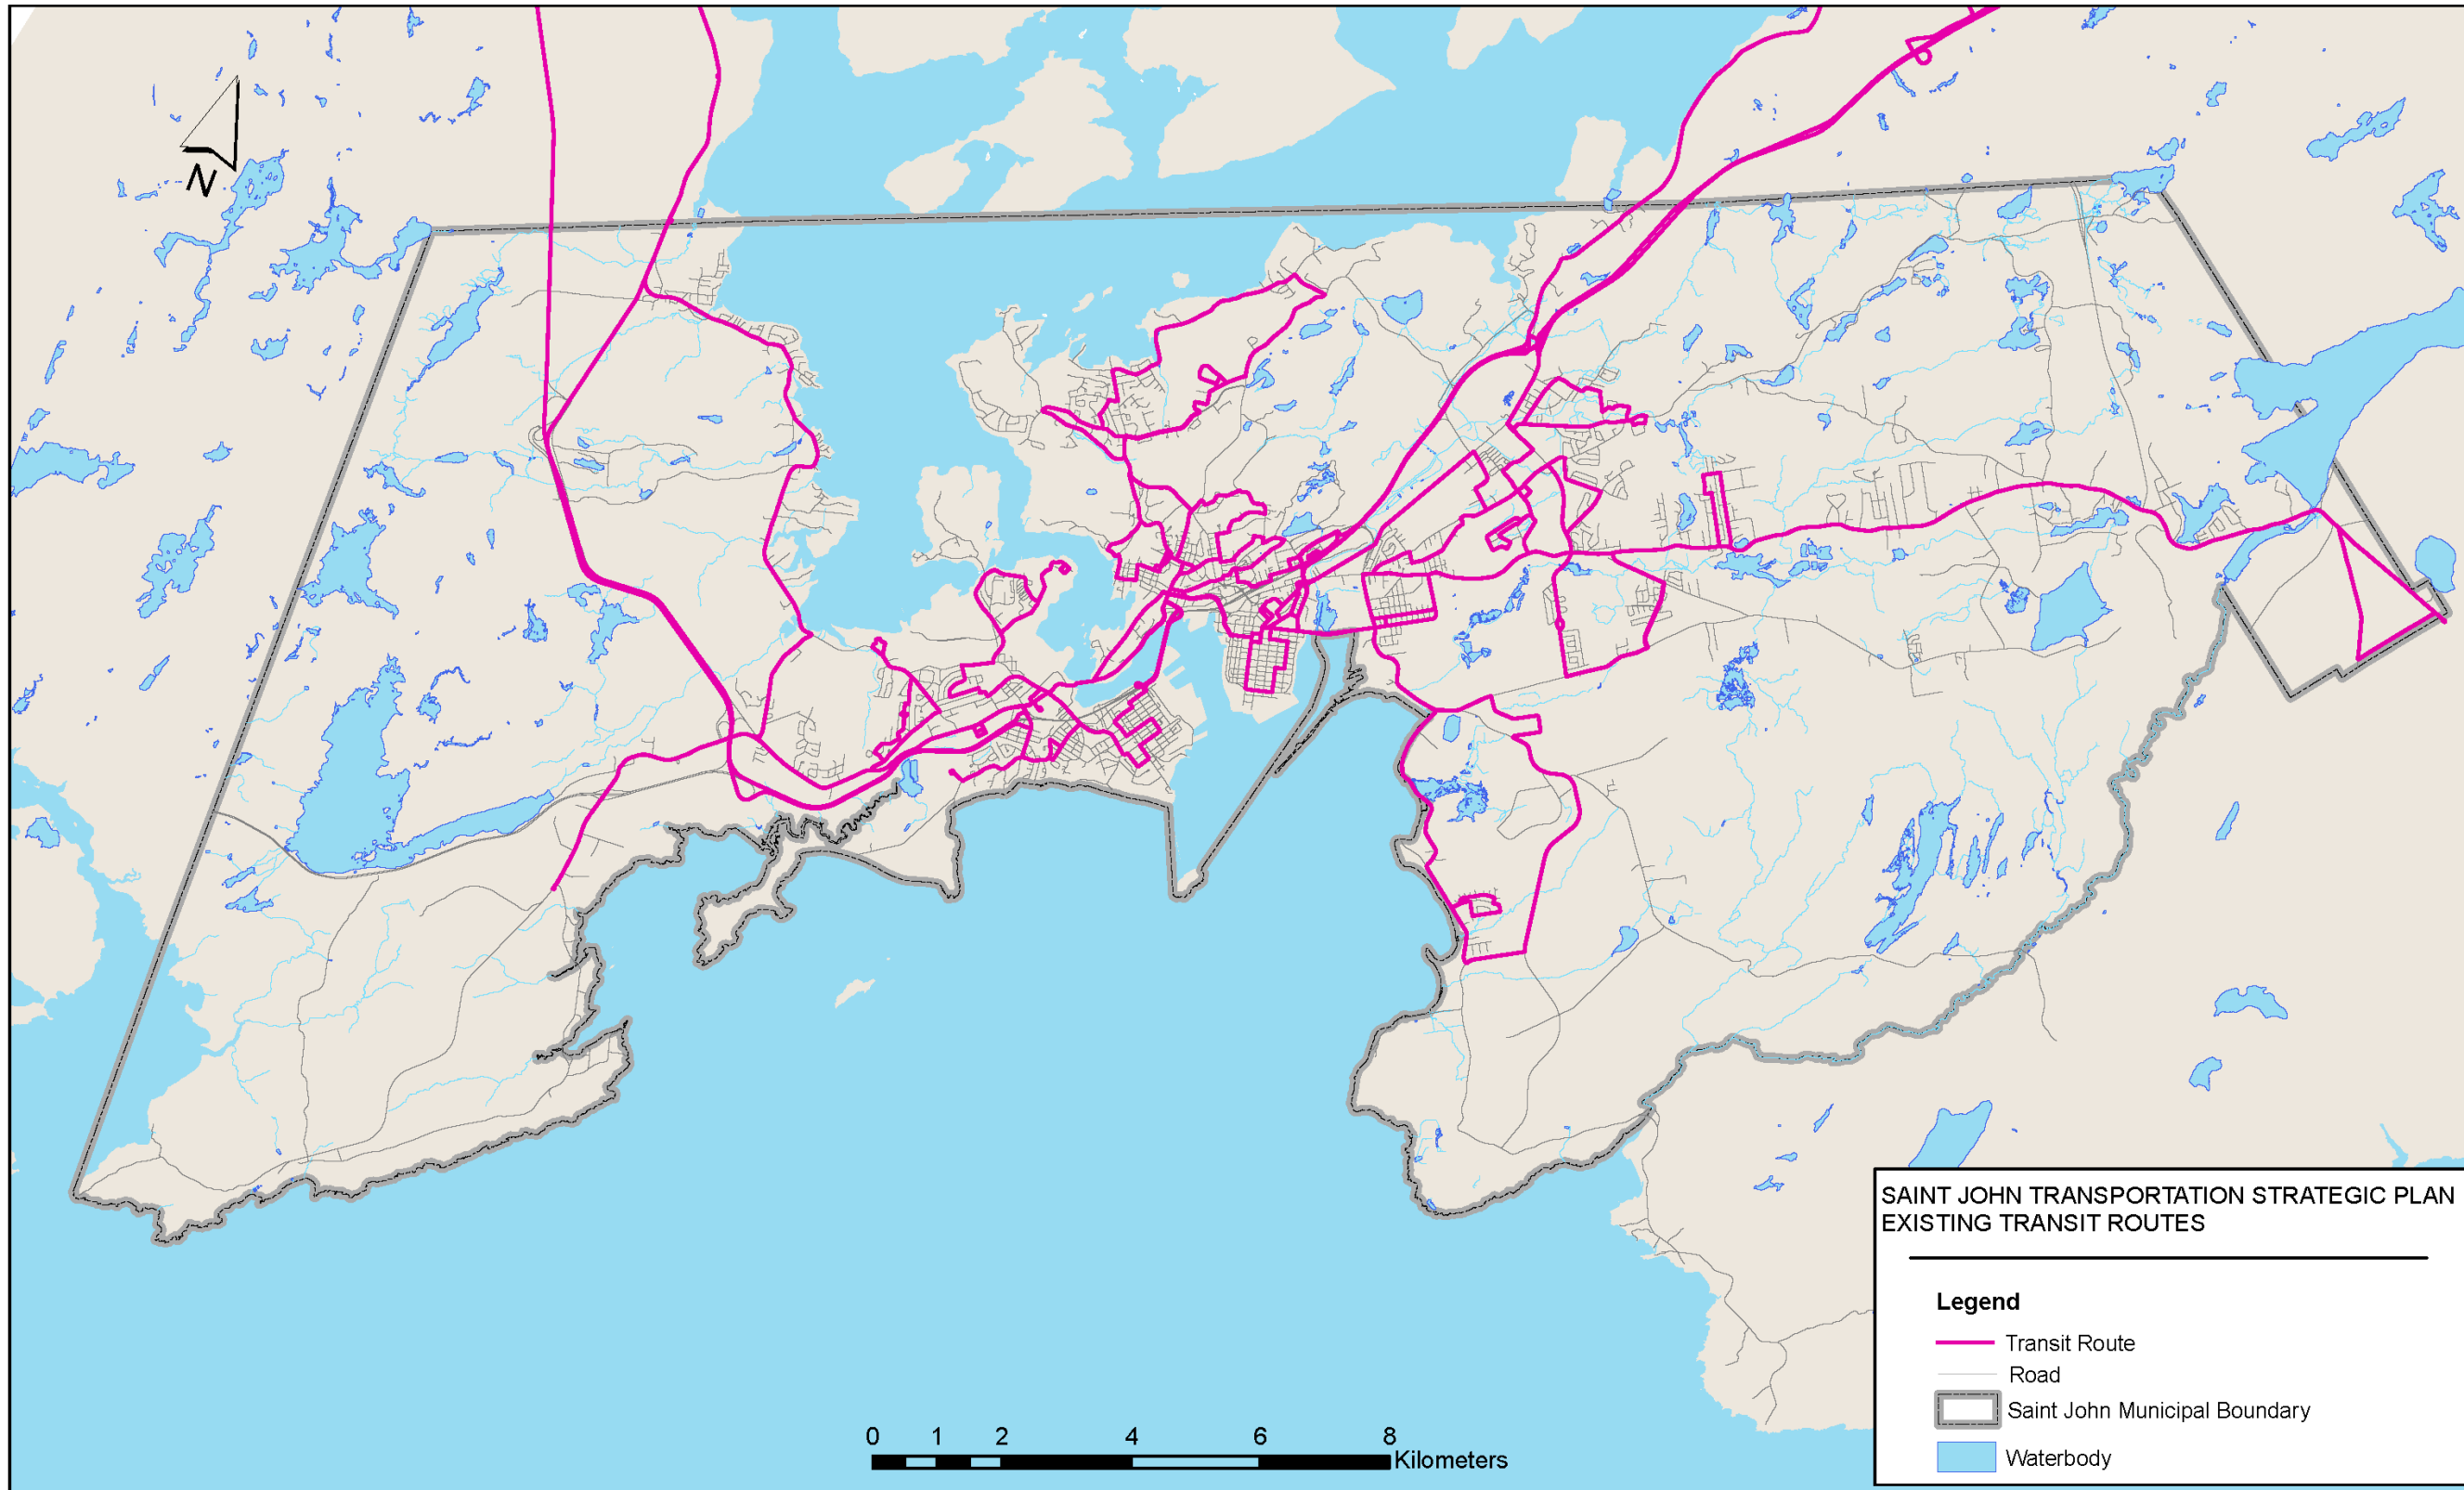 N
SAINT JOHN TRANSPORTATION STRATEGIC PLAN
EXISTING TRANSIT ROUTES
Legend
Transit Route
Road
Saint John Municipal Boundary
Waterbody
0 1 2 4 6 8
Kilometers